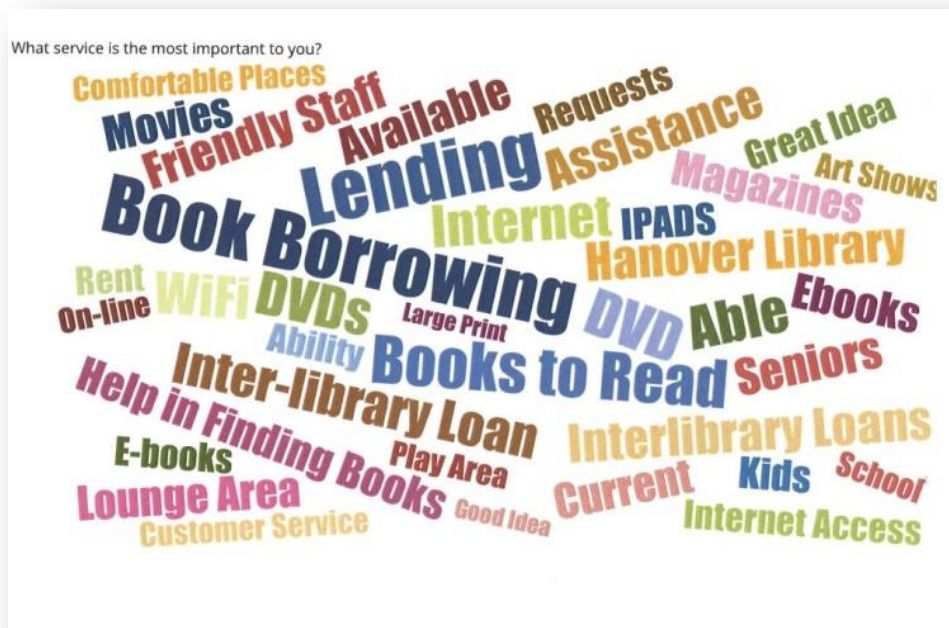 What service is the most important to you?
Comfortable Places
Movies
Friendly Staff
Available
Requests
Lending
Assistance
Great Idea
Magazines
Art Shows
Book Borrowing
Internet
IPADS
Hanover Library
Rent
On-line
WiFi
DVDs
Large Print
DVD
Able
Ebooks
Ability
Books to Read
Seniors
Inter-library Loan
Help in Finding Books
Interlibrary Loans
E-books
Play Area
Current
Kids
School
Lounge Area
Good Idea
Internet Access
Customer Service